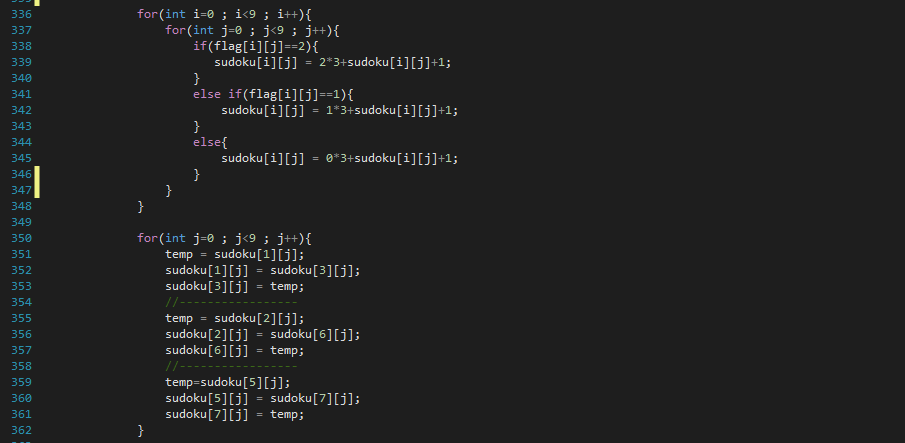 336 for(int i=0 ; i<9 ; i++){
337 for(int j=0 ; j<9 ; j++){
338 if(flag[i][j]==2){
339 sudoku[i][j] = 2*3+sudoku[i][j]+1;
340 }
341 else if(flag[i][j]==1){
342 sudoku[i][j] = 1*3+sudoku[i][j]+1;
343 }
344 else{
345 sudoku[i][j] = 0*3+sudoku[i][j]+1;
346 }
347 }
348 }
349
350 for(int j=0 ; j<9 ; j++){
351 temp = sudoku[1][j];
352 sudoku[1][j] = sudoku[3][j];
353 sudoku[3][j] = temp;
354 //-----------------
355 temp = sudoku[2][j];
356 sudoku[2][j] = sudoku[6][j];
357 sudoku[6][j] = temp;
358 //-----------------
359 temp=sudoku[5][j];
360 sudoku[5][j] = sudoku[7][j];
361 sudoku[7][j] = temp;
362 }